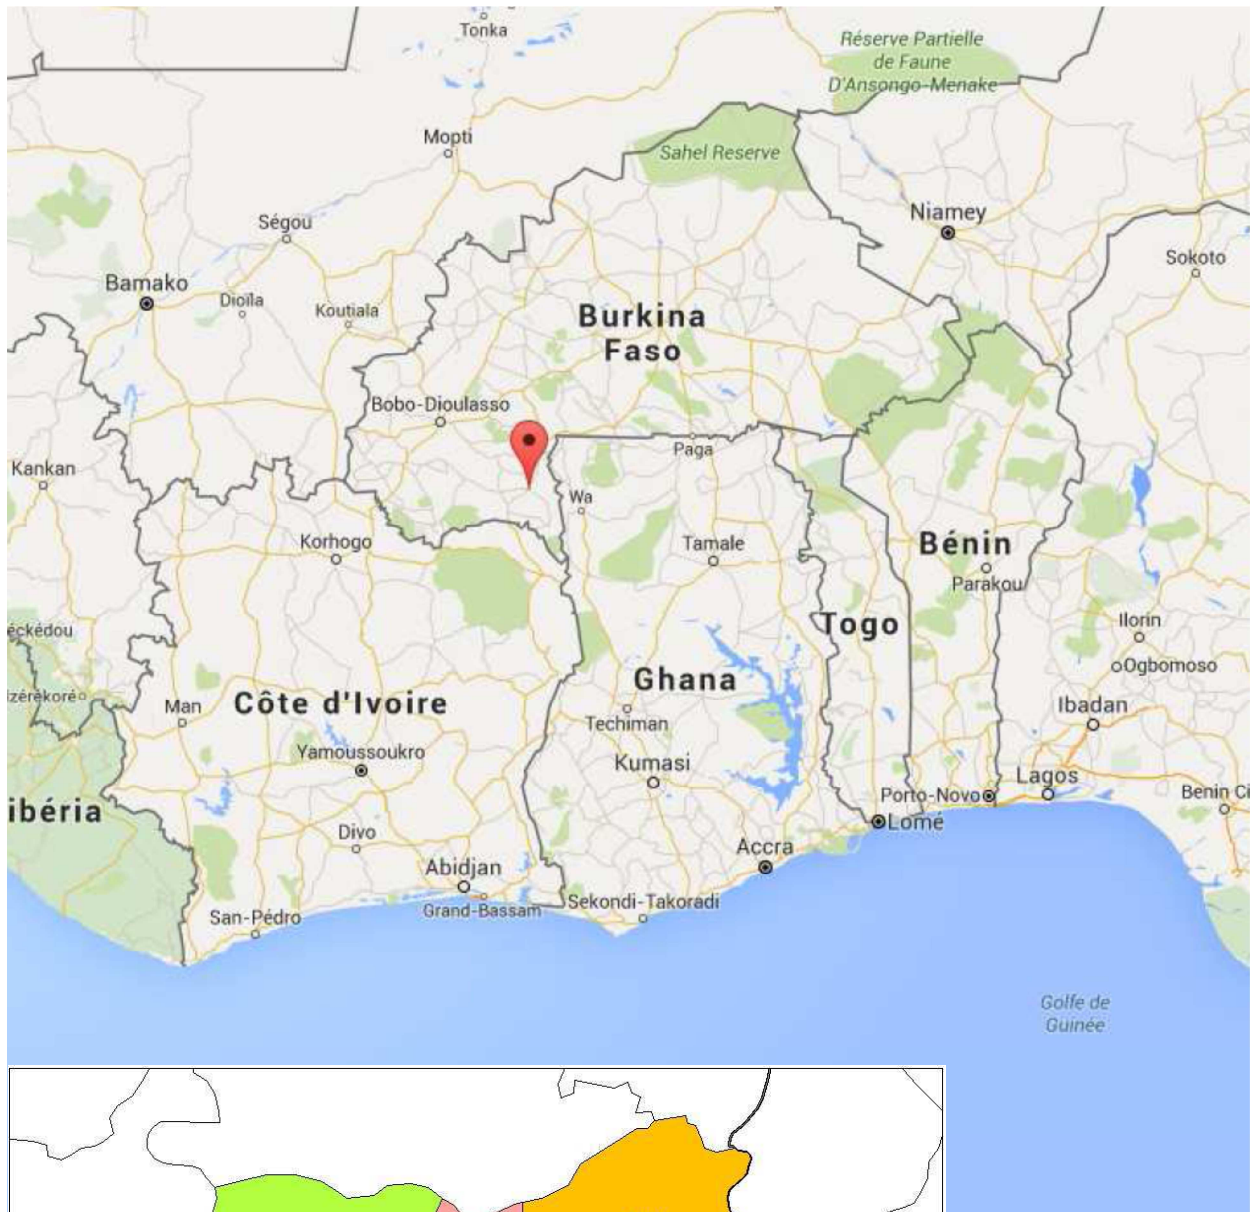 Tonka
Réserve Partielle
de Faune
D'Ansongo-Menake
Mopti
Sahel Reserve
Ségou
Niamey
Sokoto
Bamako
Dioïla
Koutiala
Burkina
Faso
Bobo-Dioulasso
Paga
Kankan
Wa
Korhogo
Tamale
Bénin
Parakou
éckédou
Togo
Ilorin
Ogbomoso
zérékoré
Man
Côte d'Ivoire
Ghana
Ibadan
Techiman
Yamoussoukro
Kumasi
Lagos
Porto-Novo
Benin Ci
ibéria
Lomé
Divo
Accra
Abidjan
Grand-Bassam
Sekondi-Takoradi
San-Pédro
Golfe de
Guinée